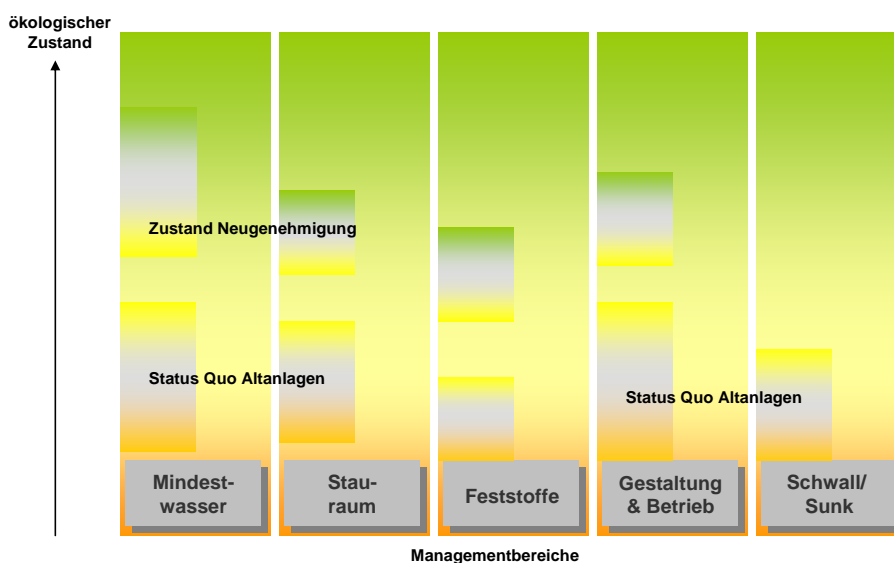 ökologischer
Zustand
Zustand Neugenehmigung
Status Quo Altanlagen
Status Quo Altanlagen
Mindest-
wasser
Stau-
raum
Feststoffe
Gestaltung
& Betrieb
Schwall/
Sunk
Managementbereiche